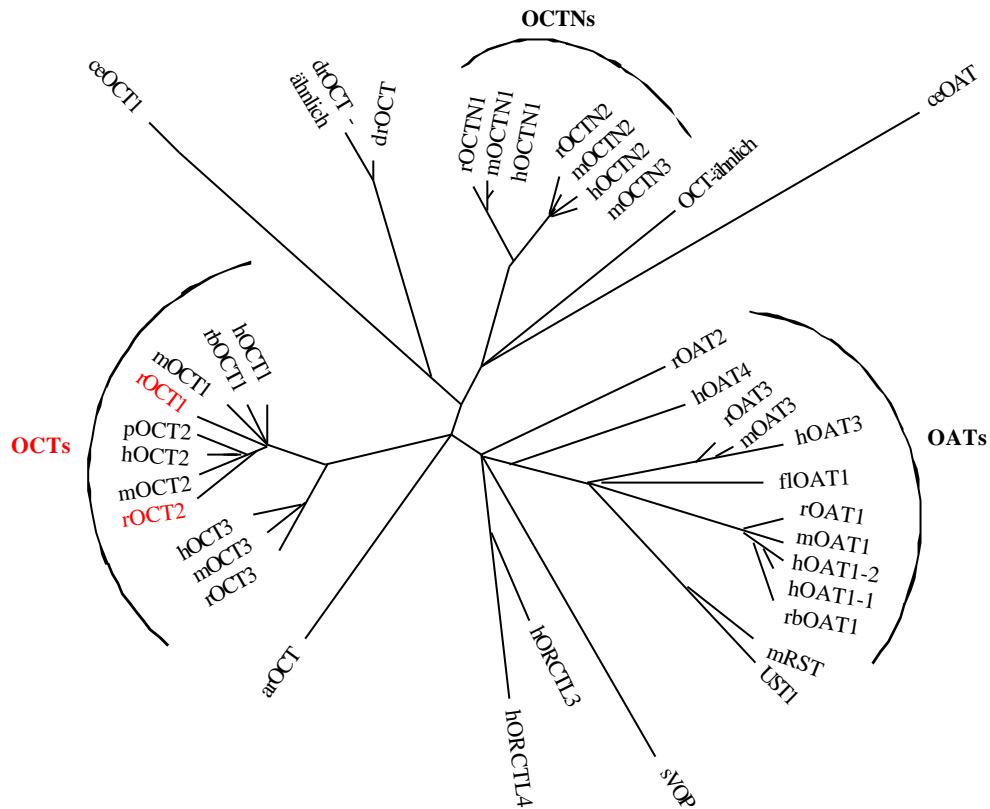 OCTNs
ceOCT1
drOCT -
ähnlich
drOCT
rOCTN1
mOCTN1
hOCTN1
rOCTN2
mOCTN2
hOCTN2
mOCTN3
OCT-ähnlich
ceOAT
OCTs
hOCT1
rbOCT1
mOCT1
rOCT1
pOCT2
hOCT2
mOCT2
rOCT2
hOCT3
mOCT3
rOCT3
arOCT
hORCTL4
hORCTL3
sVOP
OATs
rOAT2
hOAT4
rOAT3
mOAT3
hOAT3
flOAT1
rOAT1
mOAT1
hOAT1-2
hOAT1-1
rbOAT1
mRST
UST1